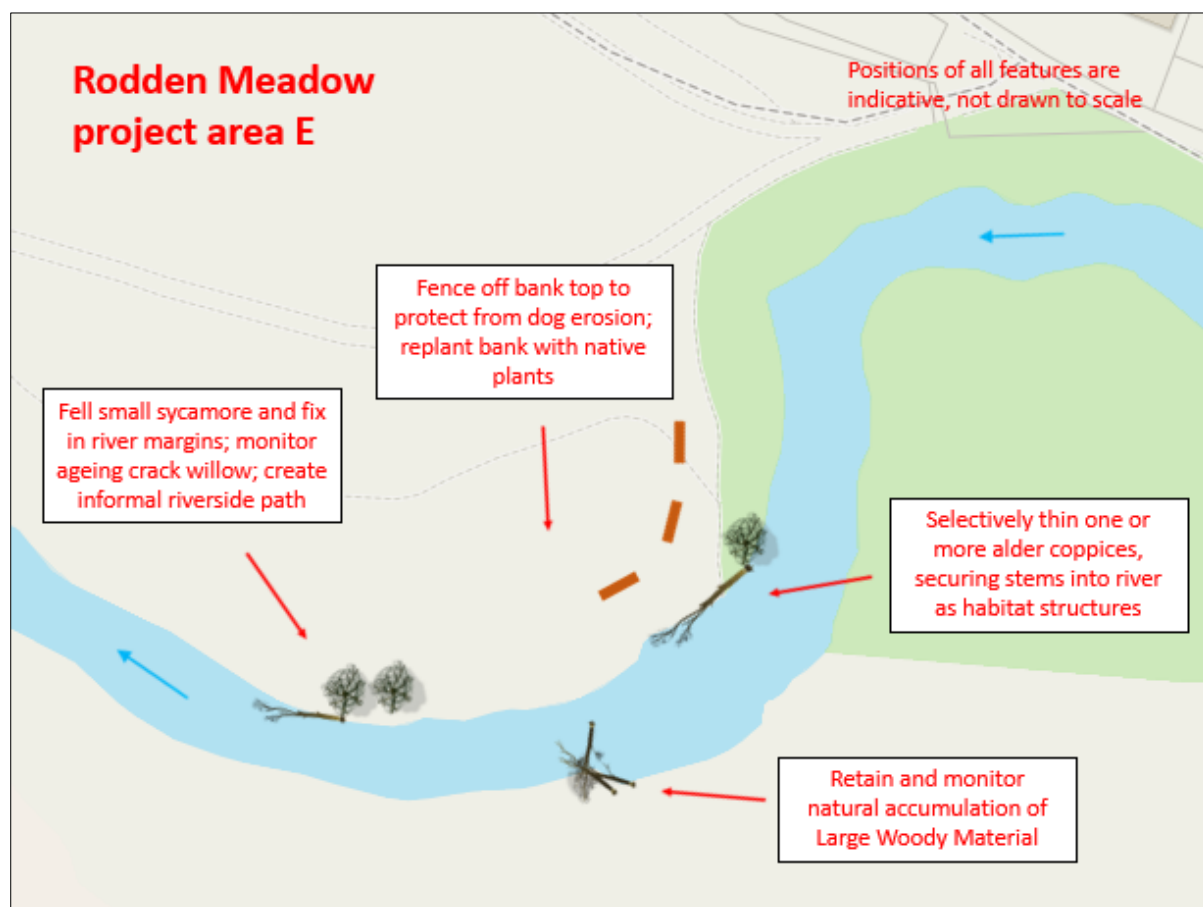 Rodden Meadow
project area E
Positions of all features are
indicative, not drawn to scale
Fence off bank top to
protect from dog erosion;
replant bank with native
plants
Fell small sycamore and fix
in river margins; monitor
ageing crack willow; create
informal riverside path
Selectively thin one or
more alder coppices,
securing stems into river
as habitat structures
Retain and monitor
natural accumulation of
Large Woody Material